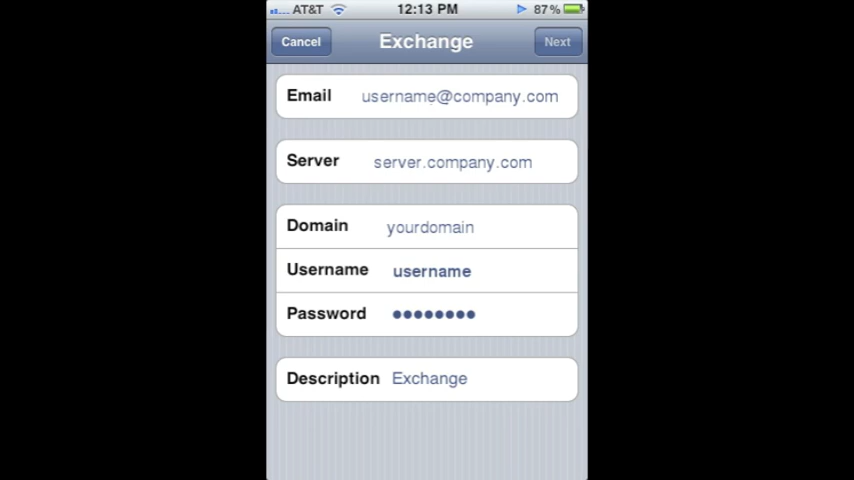 AT&T 12:13 PM 87%
Cancel Exchange Next
Email username@company.com
Server server.company.com
Domain yourdomain
Username username
Password ●●●●●●●●
Description Exchange